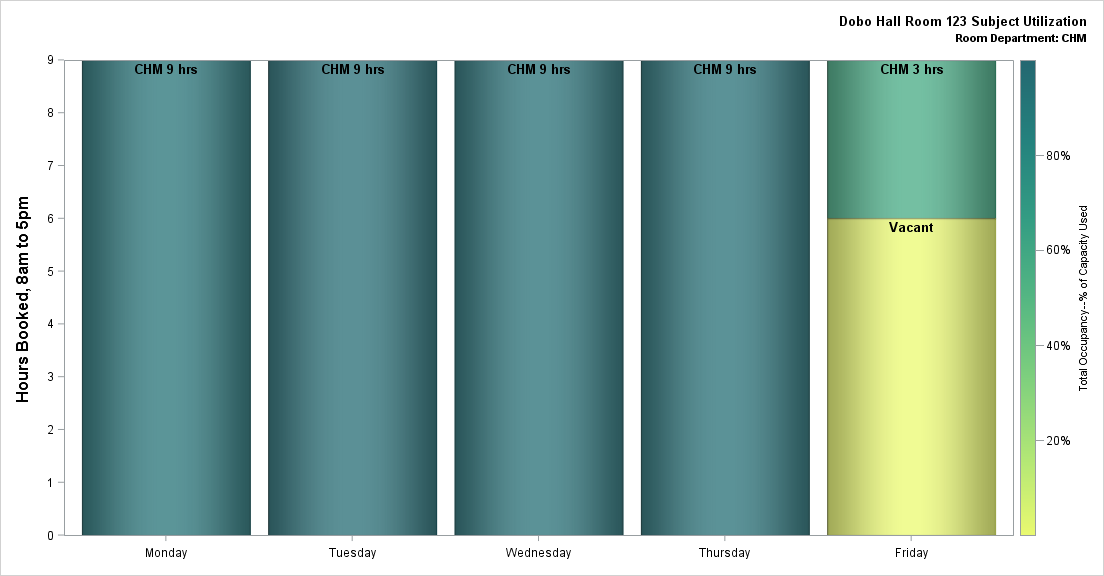 Dobo Hall Room 123 Subject Utilization
Room Department: CHM
Hours Booked, 8am to 5pm
9
8
7
6
5
4
3
2
1
0
CHM 9 hrs
CHM 9 hrs
CHM 9 hrs
CHM 9 hrs
CHM 3 hrs
Vacant
Monday
Tuesday
Wednesday
Thursday
Friday
80%
60%
40%
20%
Total Occupancy--% of Capacity Used